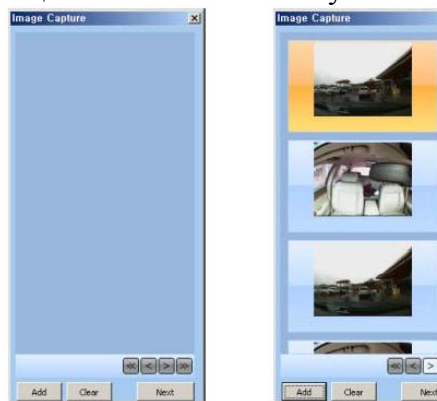 Image Capture
Image Capture
<< < > >>
<< < >
Add Clear Next
Add Clear Next